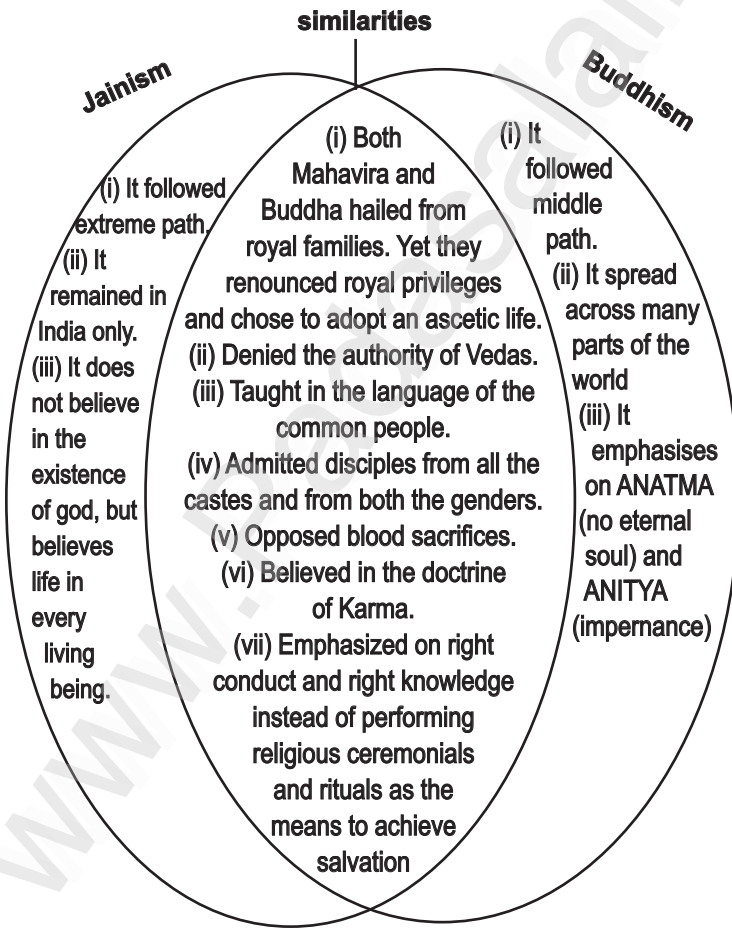 similarities
Jainism
(i) It followed
extreme path.
(ii) It
remained in
India only.
(iii) It does
not believe
in the
existence
of god, but
believes
life in
every
living
being.
(i) Both
Mahavira and
Buddha hailed from
royal families. Yet they
renounced royal privileges
and chose to adopt an ascetic life.
(ii) Denied the authority of Vedas.
(iii) Taught in the language of the
common people.
(iv) Admitted disciples from all the
castes and from both the genders.
(v) Opposed blood sacrifices.
(vi) Believed in the doctrine
of Karma.
(vii) Emphasized on right
conduct and right knowledge
instead of performing
religious ceremonials
and rituals as the
means to achieve
salvation
Buddhism
(i) It
followed
middle
path.
(ii) It spread
across many
parts of the
world
(iii) It
emphasises
on ANATMA
(no eternal
soul) and
ANITYA
(impernance)